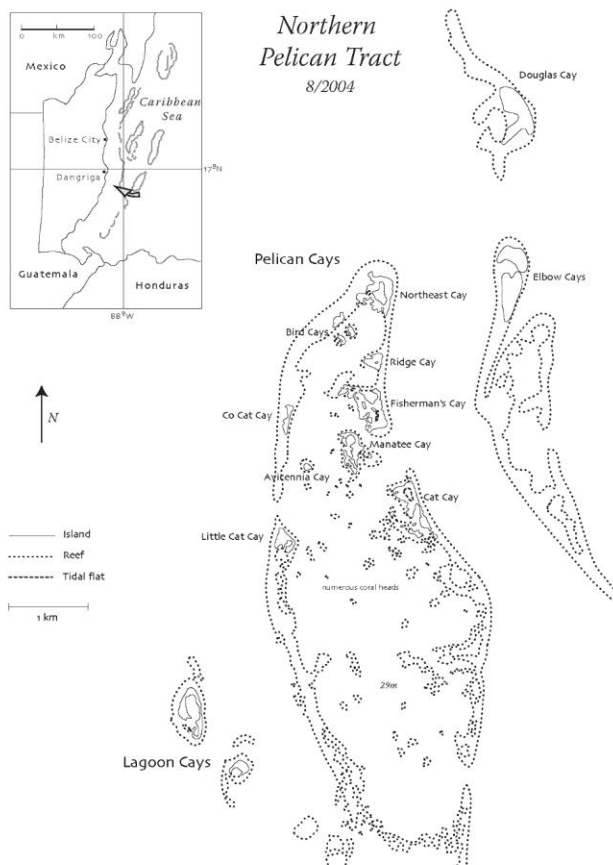 Northern
Pelican Tract
8/2004
0 km 100
Mexico
Caribbean
Sea
Belize City
Dangriga
17°N
Guatemala
Honduras
88°W
Douglas Cay
Pelican Cays
Northeast Cay
Elbow Cays
Bird Cays
Ridge Cay
Fisherman's Cay
Co Cat Cay
Manatee Cay
Avicennia Cay
Cat Cay
Little Cat Cay
N
Island
Reef
Tidal flat
1 km
numerous coral heads
29m
Lagoon Cays